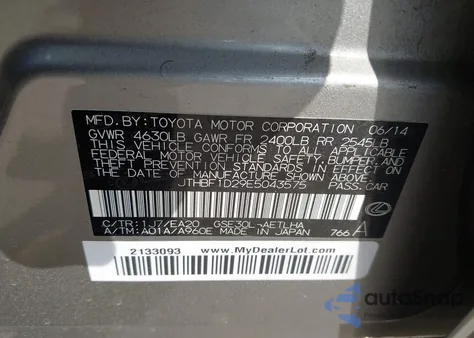 MFD.BY: TOYOTA MOTOR CORPORATION 06/14
GVWR 4630LB GAWR FR 2400LB RR 2545LB
THIS VEHICLE CONFORMS TO ALL APPLICABLE
FEDERAL MOTOR VEHICLE SAFETY AND
THEFT PREVENTION STANDARDS IN EFFECT ON
THE DATE OF MANUFACTURE SHOWN ABOVE.
JTHBF1D29E5043575 PASS. CAR
C/TR: 1J7/EA20 GSE30L-AETLHA
A/TM: A01A/A960E MADE IN JAPAN 766 A
2133093 www.MyDealerLot.com
autoSnap